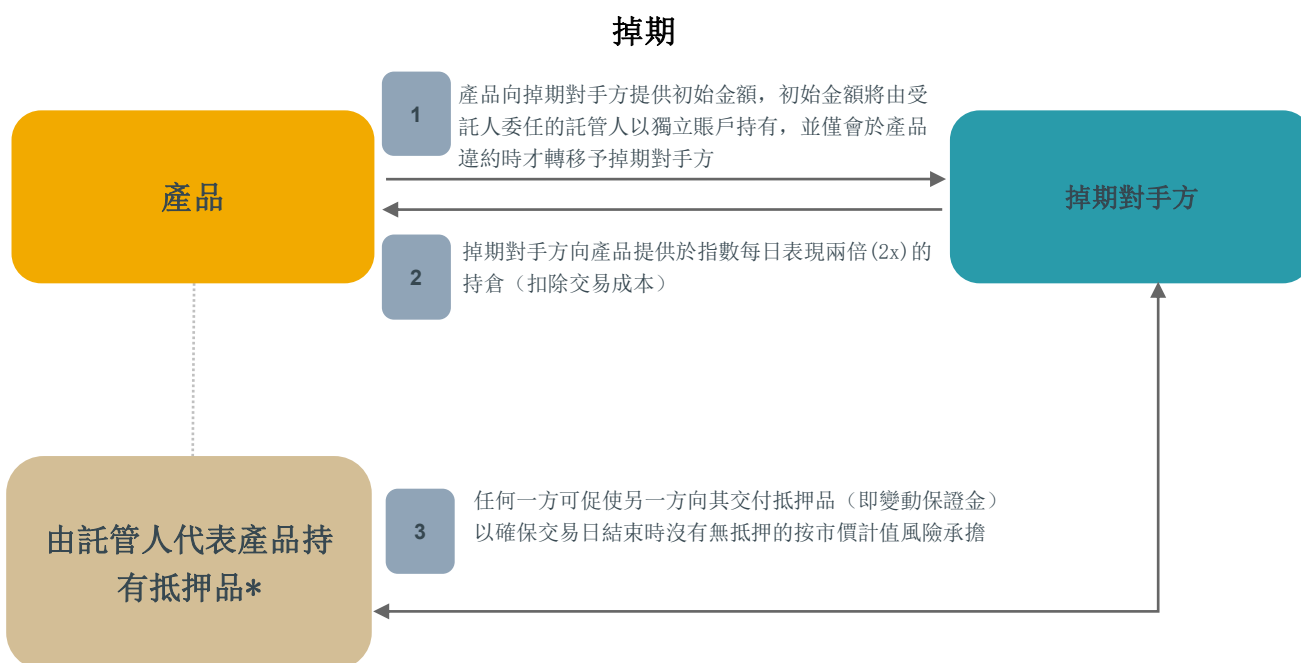 掉期
1
產品向掉期對手方提供初始金額，初始金額將由受
託人委任的託管人以獨立賬戶持有，並僅會於產品
違約時才轉移予掉期對手方
產品
掉期對手方
2
掉期對手方向產品提供於指數每日表現兩倍(2x)的
持倉（扣除交易成本）
3
任何一方可促使另一方向其交付抵押品（即變動保證金）
以確保交易日結束時沒有無抵押的按市價計值風險承擔
由託管人代表產品持
有抵押品*